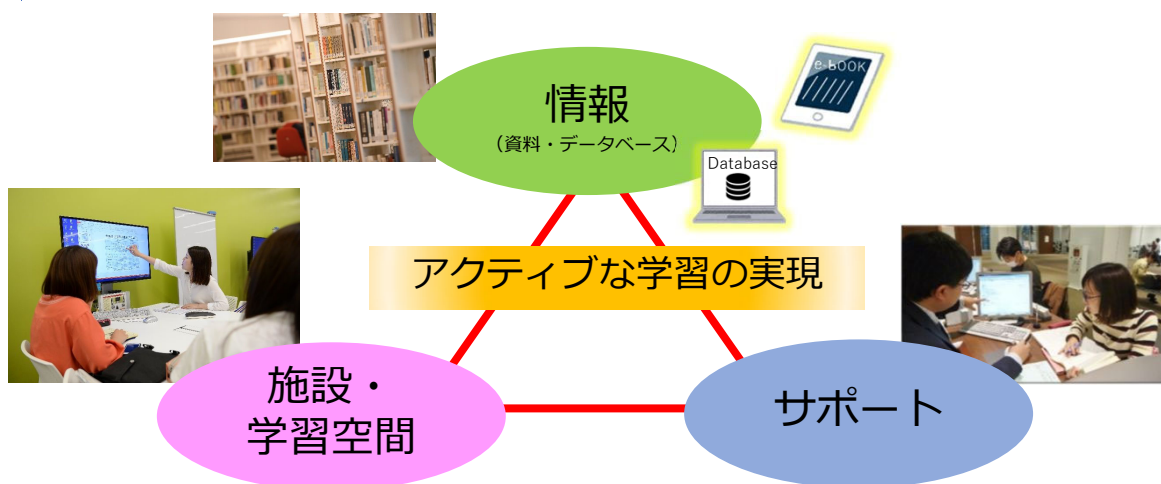 情報
(資料・データベース)
e-bOOK
Database
アクティブな学習の実現
施設・
学習空間
サポート